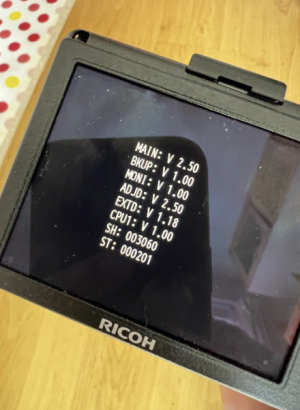 MAIN: V 2.50
BKUP: V 1.00
MONI: V 1.00
ADJD: V 2.50
EXTD: V 1.18
CPU1: V 1.00
SH: 003060
ST: 000201
RICOH